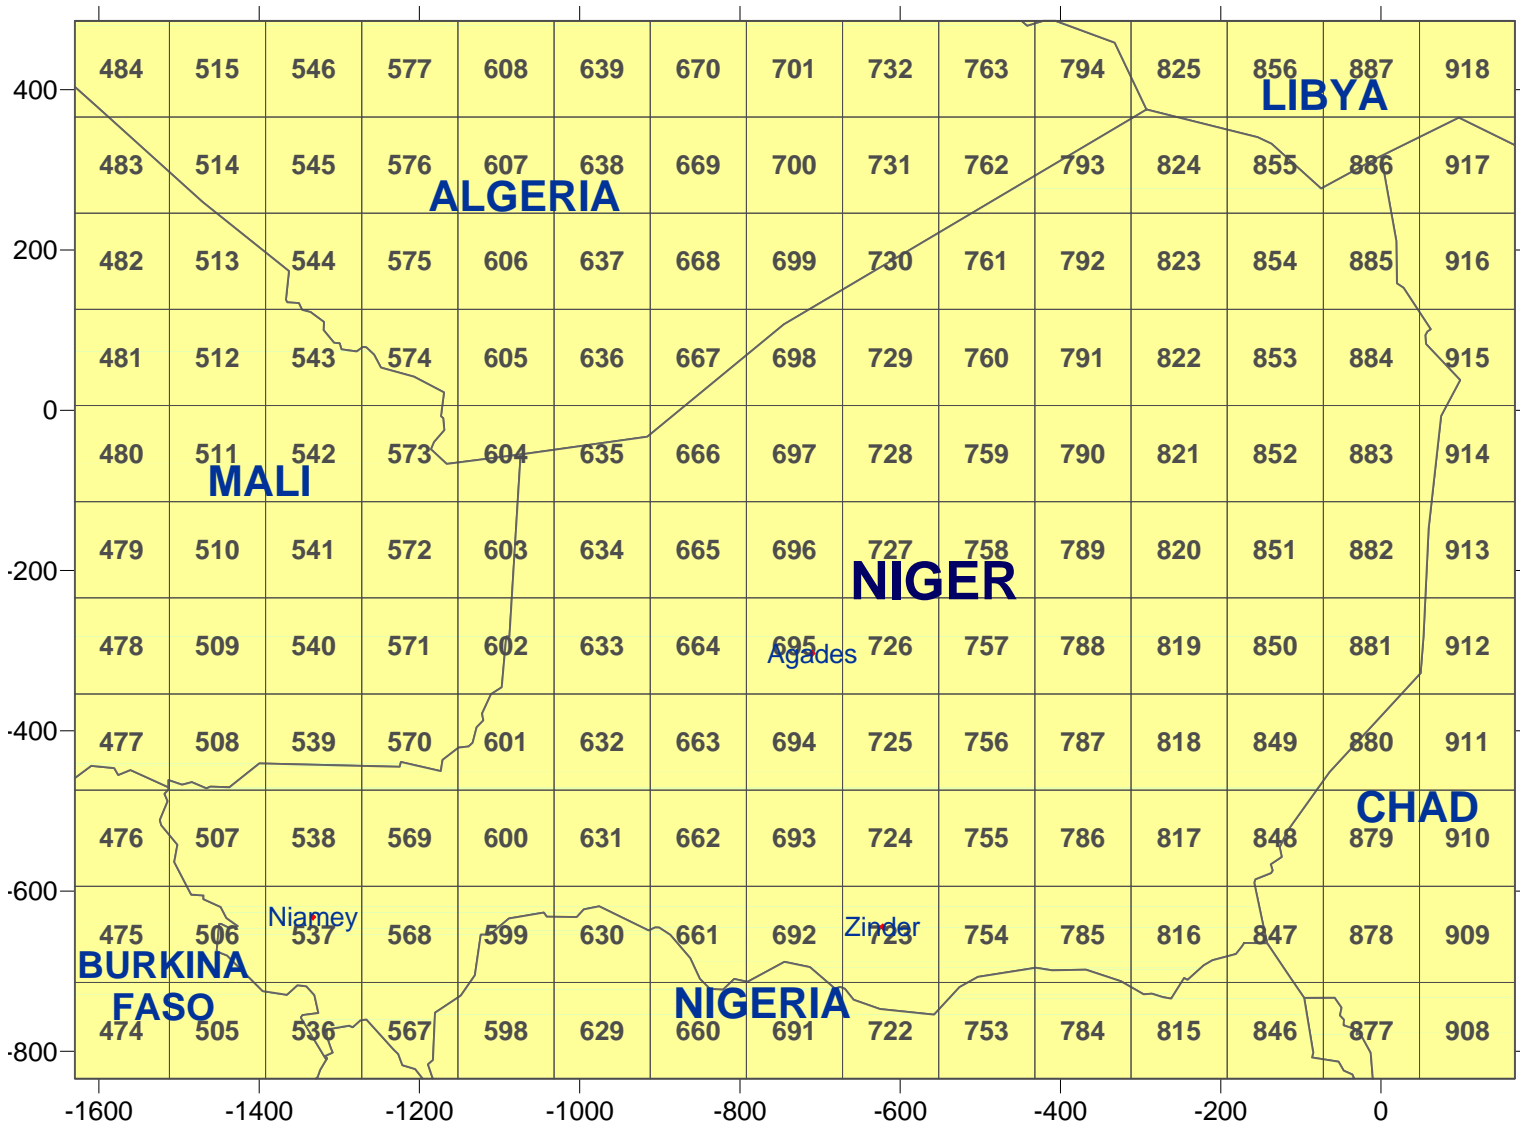 484 515 546 577 608 639 670 701 732 763 794 825 856 887 918
400
LIBYA
483 514 545 576 607 638 669 700 731 762 793 824 855 886 917
ALGERIA
200
482 513 544 575 606 637 668 699 730 761 792 823 854 885 916
481 512 543 574 605 636 667 698 729 760 791 822 853 884 915
0
480 511 542 573 604 635 666 697 728 759 790 821 852 883 914
MALI
479 510 541 572 603 634 665 696 727 758 789 820 851 882 913
-200
NIGER
478 509 540 571 602 633 664 695 726 757 788 819 850 881 912
Agades
-400
477 508 539 570 601 632 663 694 725 756 787 818 849 880 911
CHAD
476 507 538 569 600 631 662 693 724 755 786 817 848 879 910
-600
Niamey
Zinder
475 506 537 568 599 630 661 692 723 754 785 816 847 878 909
BURKINA
FASO
NIGERIA
474 505 536 567 598 629 660 691 722 753 784 815 846 877 908
-800
-1600 -1400 -1200 -1000 -800 -600 -400 -200 0